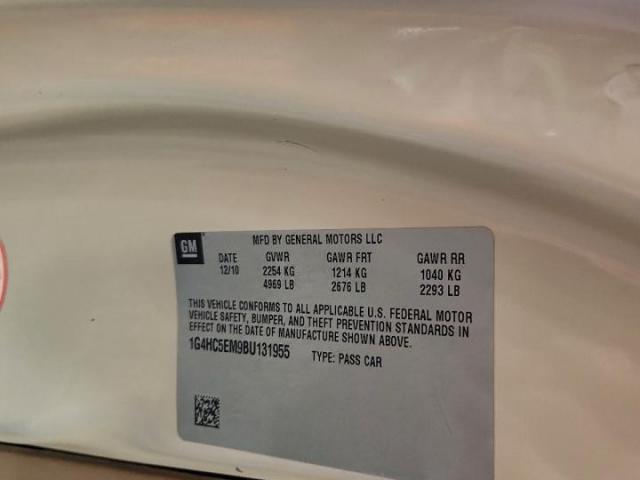 GM MFD BY GENERAL MOTORS LLC
DATE GVWR GAWR FRT GAWR RR
12/10 2254 KG 1214 KG 1040 KG
4969 LB 2676 LB 2293 LB
THIS VEHICLE CONFORMS TO ALL APPLICABLE U.S. FEDERAL MOTOR
VEHICLE SAFETY, BUMPER, AND THEFT PREVENTION STANDARDS IN
EFFECT ON THE DATE OF MANUFACTURE SHOWN ABOVE.
1G4HC5EM9BU131955 TYPE: PASS CAR